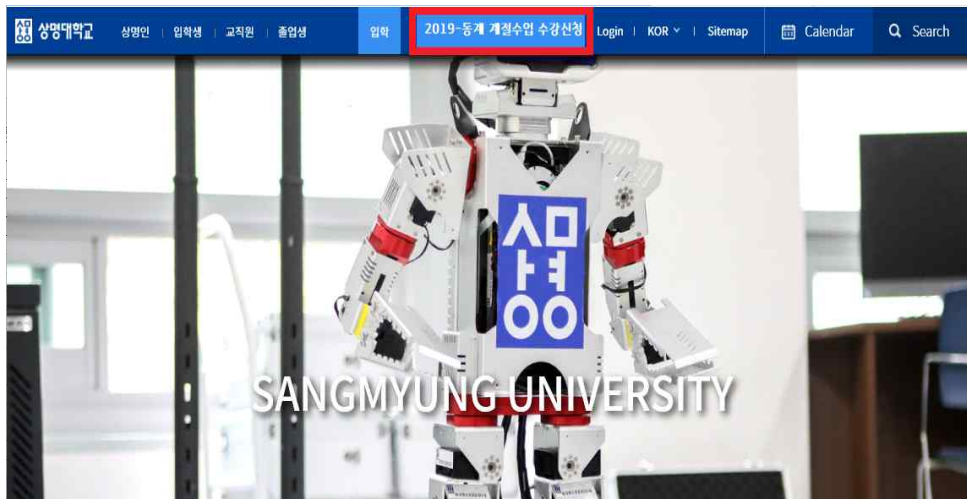 상명 상명대학교 상명인 | 입학생 | 교직원 | 졸업생 입학 2019-동계 계절수업 수강신청 Login | KOR | Sitemap Calendar Search
상명
SANGMYUNG UNIVERSITY